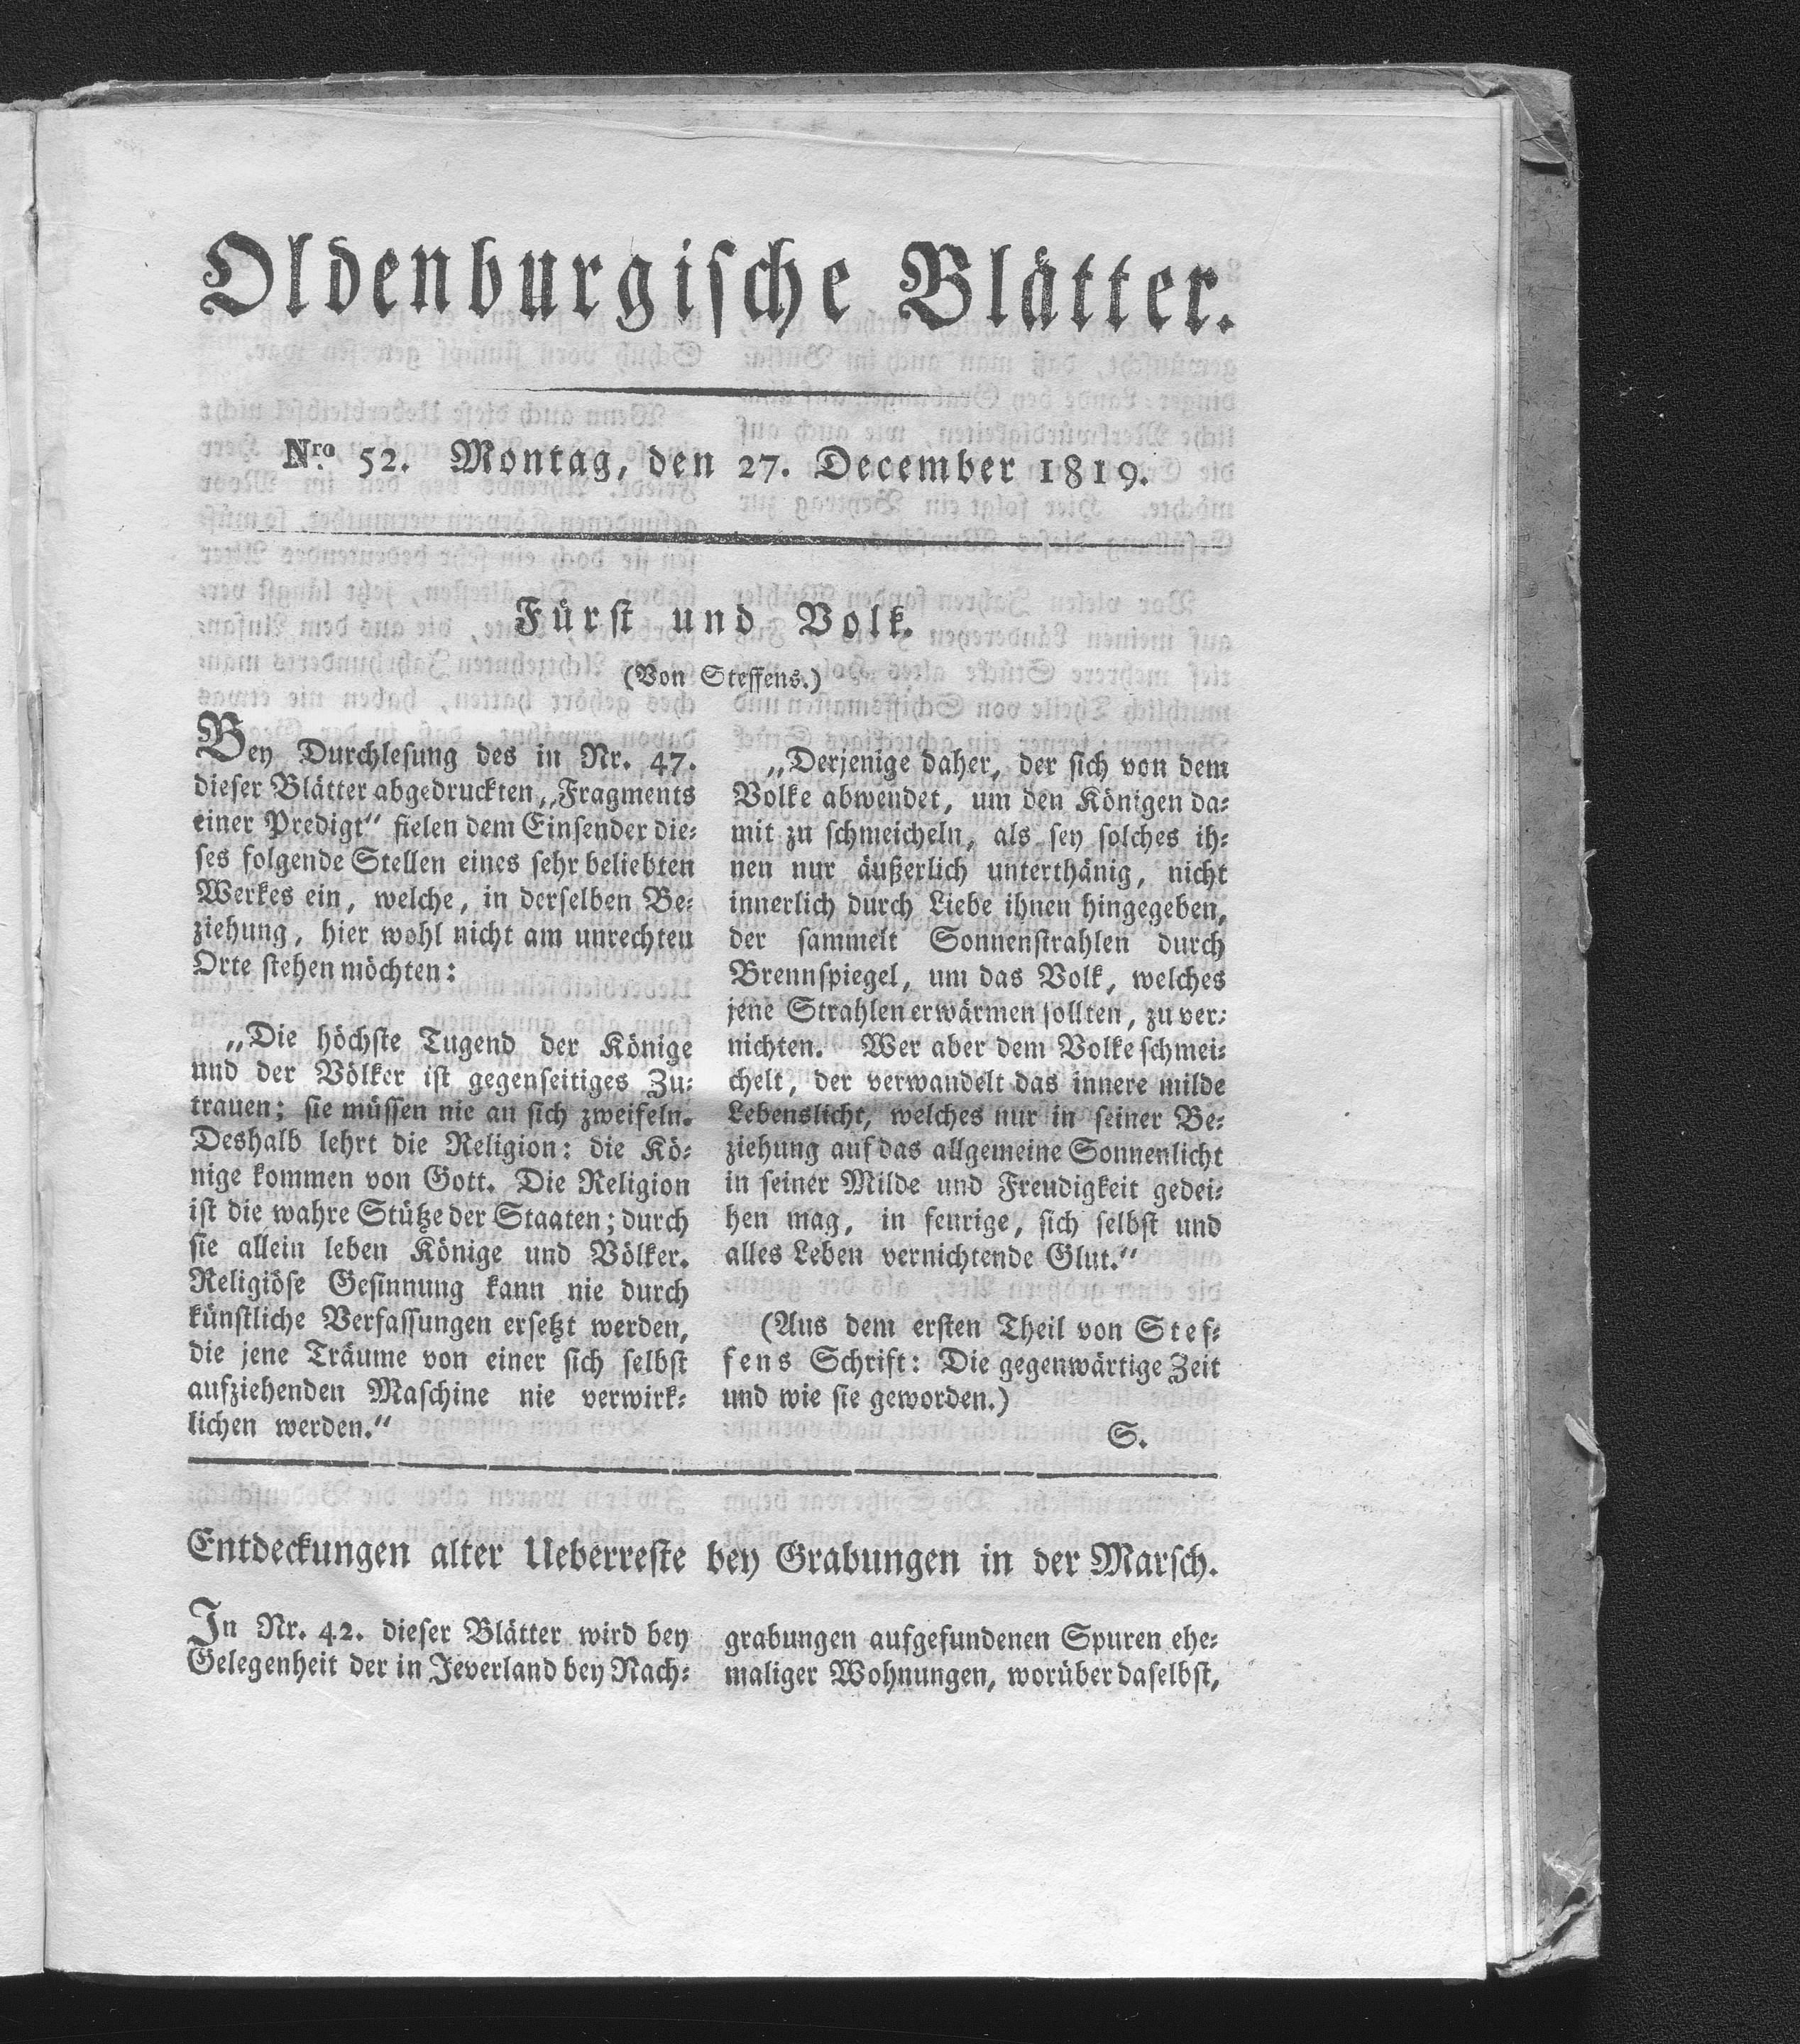 Oldenburgische Blätter.
Nro. 52. Montag, den 27. December 1819.
Fürst und Volk.
(Von Steffens.)
Bey Durchlesung des in Nr. 47.
dieser Blätter abgedruckten „Fragments
einer Predigt“ fielen dem Einsender die-
ses folgende Stellen eines sehr beliebten
Werkes ein, welche, in derselben Be-
ziehung, hier wohl nicht am unrechten
Orte stehen möchten:
„Die höchste Tugend der Könige
und der Völker ist gegenseitiges Zu-
trauen; sie müssen nie an sich zweifeln.
Deshalb lehrt die Religion: die Kö-
nige kommen von Gott. Die Religion
ist die wahre Stütze der Staaten; durch
sie allein leben Könige und Völker.
Religiöse Gesinnung kann nie durch
künstliche Verfassungen ersetzt werden,
die jene Träume von einer sich selbst
aufziehenden Maschine nie verwirk-
lichen werden.“
„Derjenige daher, der sich von dem
Volke abwendet, um den Königen da-
mit zu schmeicheln, als sey solches ih-
nen nur äußerlich unterthänig, nicht
innerlich durch Liebe ihnen hingegeben,
der sammelt Sonnenstrahlen durch
Brennspiegel, um das Volk, welches
jene Strahlen erwärmen sollten, zu ver-
nichten. Wer aber dem Volke schmei-
chelt, der verwandelt das innere milde
Lebenslicht, welches nur in seiner Be-
ziehung auf das allgemeine Sonnenlicht
in seiner Milde und Freudigkeit gedei-
hen mag, in feurige, sich selbst und
alles Leben vernichtende Glut.“
(Aus dem ersten Theil von Stef-
fens Schrift: Die gegenwärtige Zeit
und wie sie geworden.)
S.
Entdeckungen alter Ueberreste bey Grabungen in der Marsch.
In Nr. 42. dieser Blätter wird bey
Gelegenheit der in Jeverland bey Nach-
grabungen aufgefundenen Spuren ehe-
maliger Wohnungen, worüber daselbst,